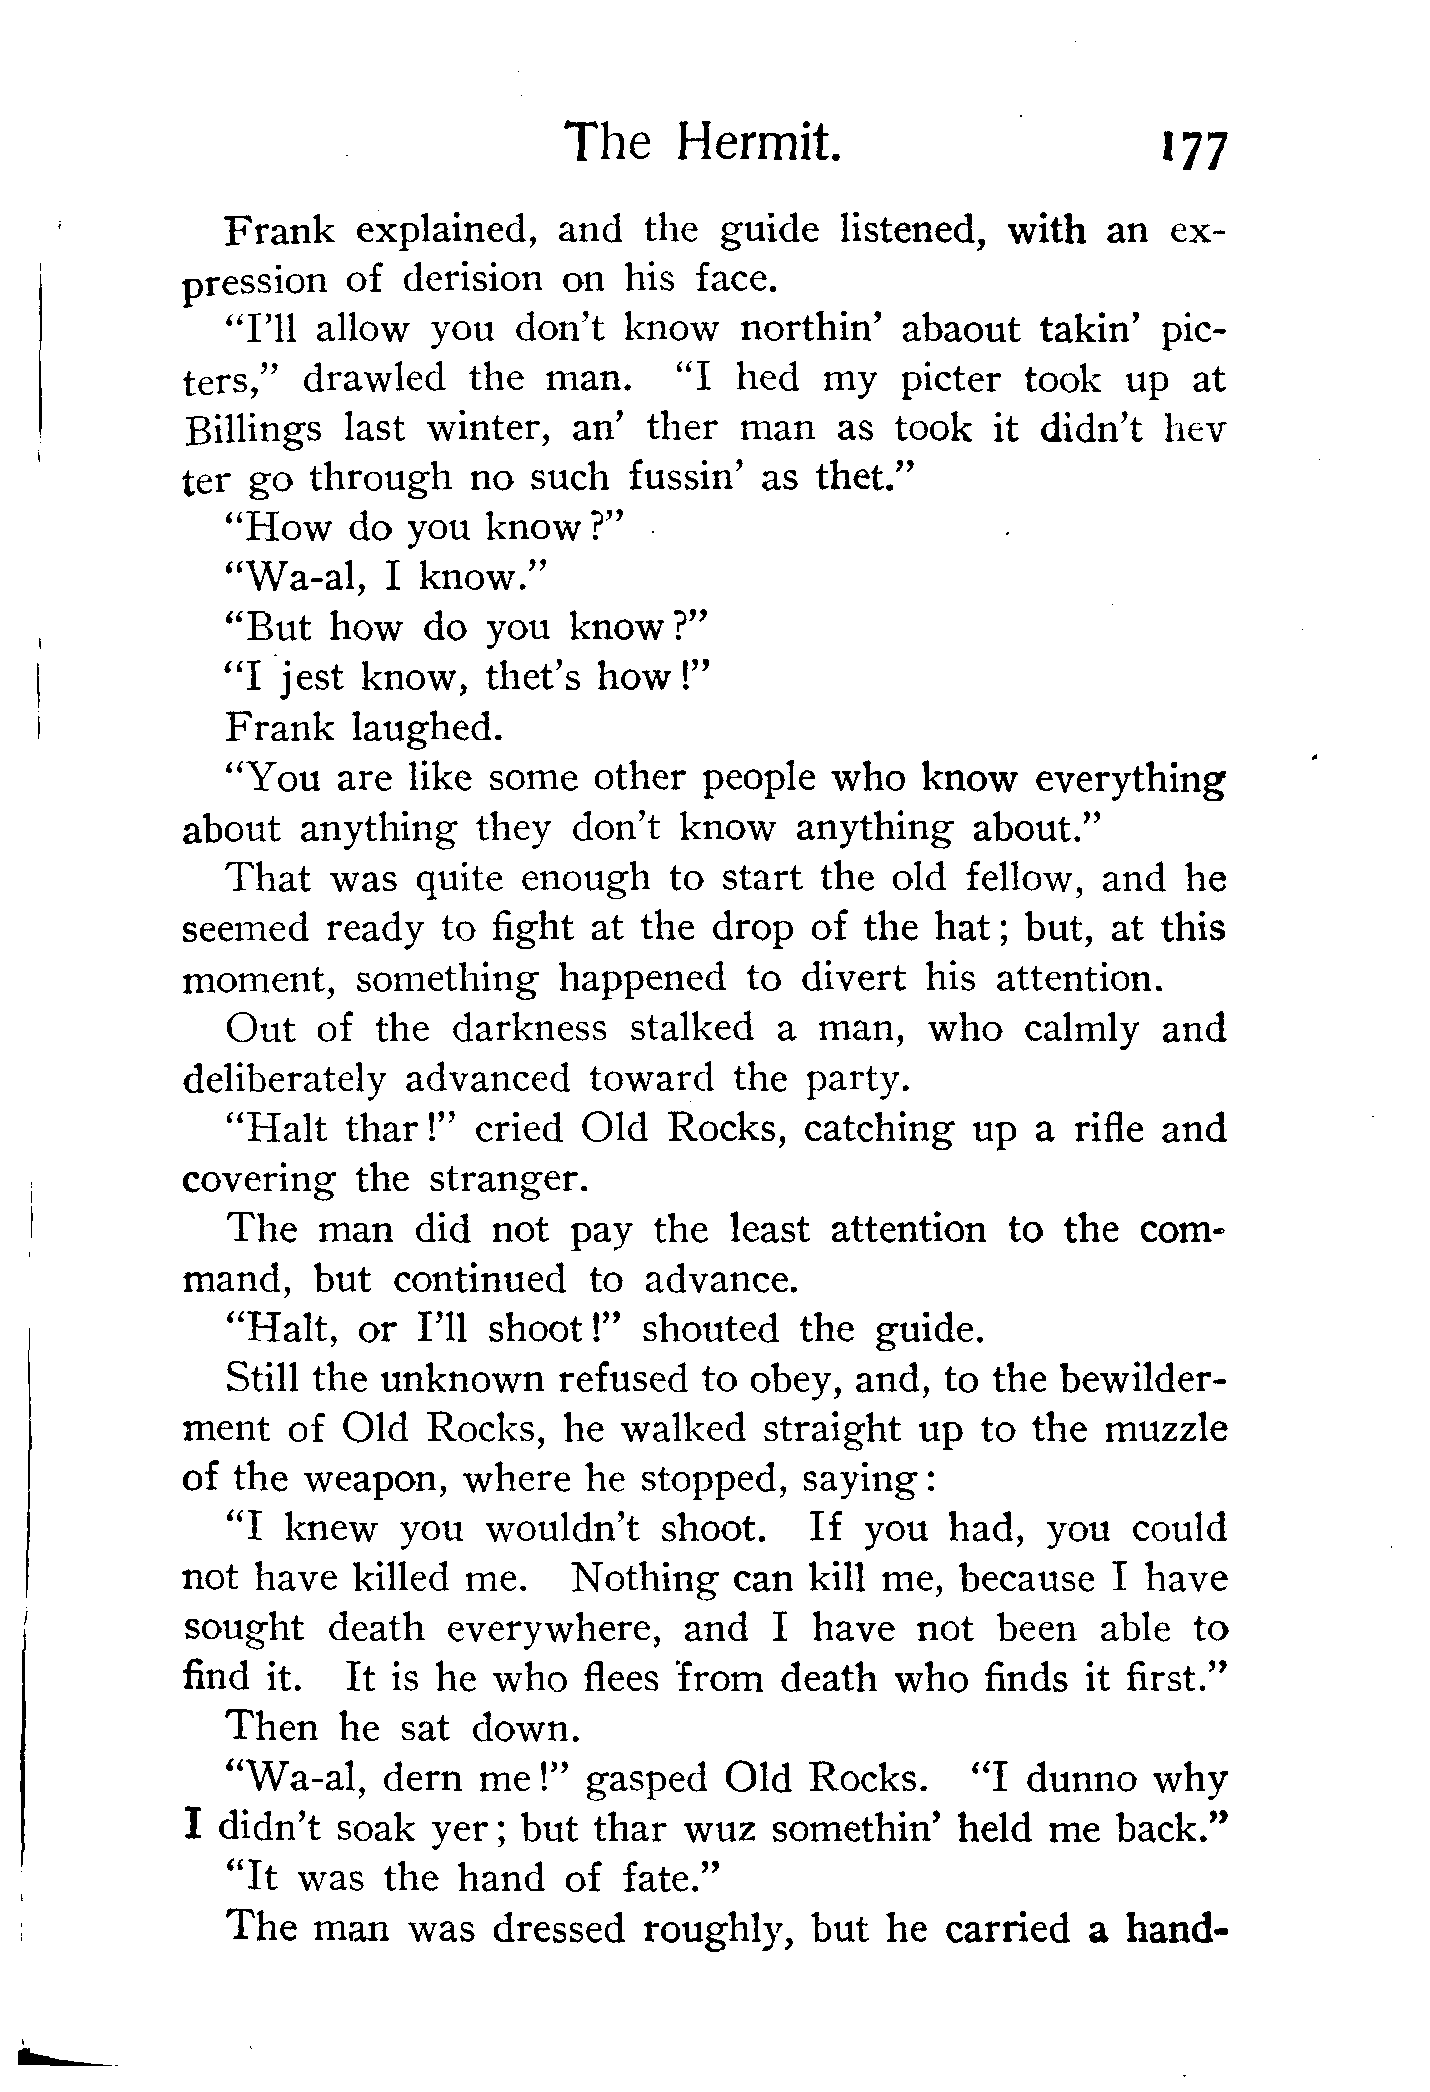 The Hermit. 177
Frank explained, and the guide listened, with an ex-
pression of derision on his face.
“I’ll allow you don’t know northin’ abaout takin’ pic-
ters,” drawled the man. “I hed my picter took up at
Billings last winter, an’ ther man as took it didn’t hev
ter go through no such fussin’ as thet.”
“How do you know?”
“Wa-al, I know.”
“But how do you know?”
“I jest know, thet’s how!”
Frank laughed.
“You are like some other people who know everything
about anything they don’t know anything about.”
That was quite enough to start the old fellow, and he
seemed ready to fight at the drop of the hat; but, at this
moment, something happened to divert his attention.
Out of the darkness stalked a man, who calmly and
deliberately advanced toward the party.
“Halt thar!” cried Old Rocks, catching up a rifle and
covering the stranger.
The man did not pay the least attention to the com-
mand, but continued to advance.
“Halt, or I’ll shoot!” shouted the guide.
Still the unknown refused to obey, and, to the bewilder-
ment of Old Rocks, he walked straight up to the muzzle
of the weapon, where he stopped, saying:
“I knew you wouldn’t shoot. If you had, you could
not have killed me. Nothing can kill me, because I have
sought death everywhere, and I have not been able to
find it. It is he who flees from death who finds it first.”
Then he sat down.
“Wa-al, dern me!” gasped Old Rocks. “I dunno why
I didn’t soak yer; but thar wuz somethin’ held me back.”
“It was the hand of fate.”
The man was dressed roughly, but he carried a hand-